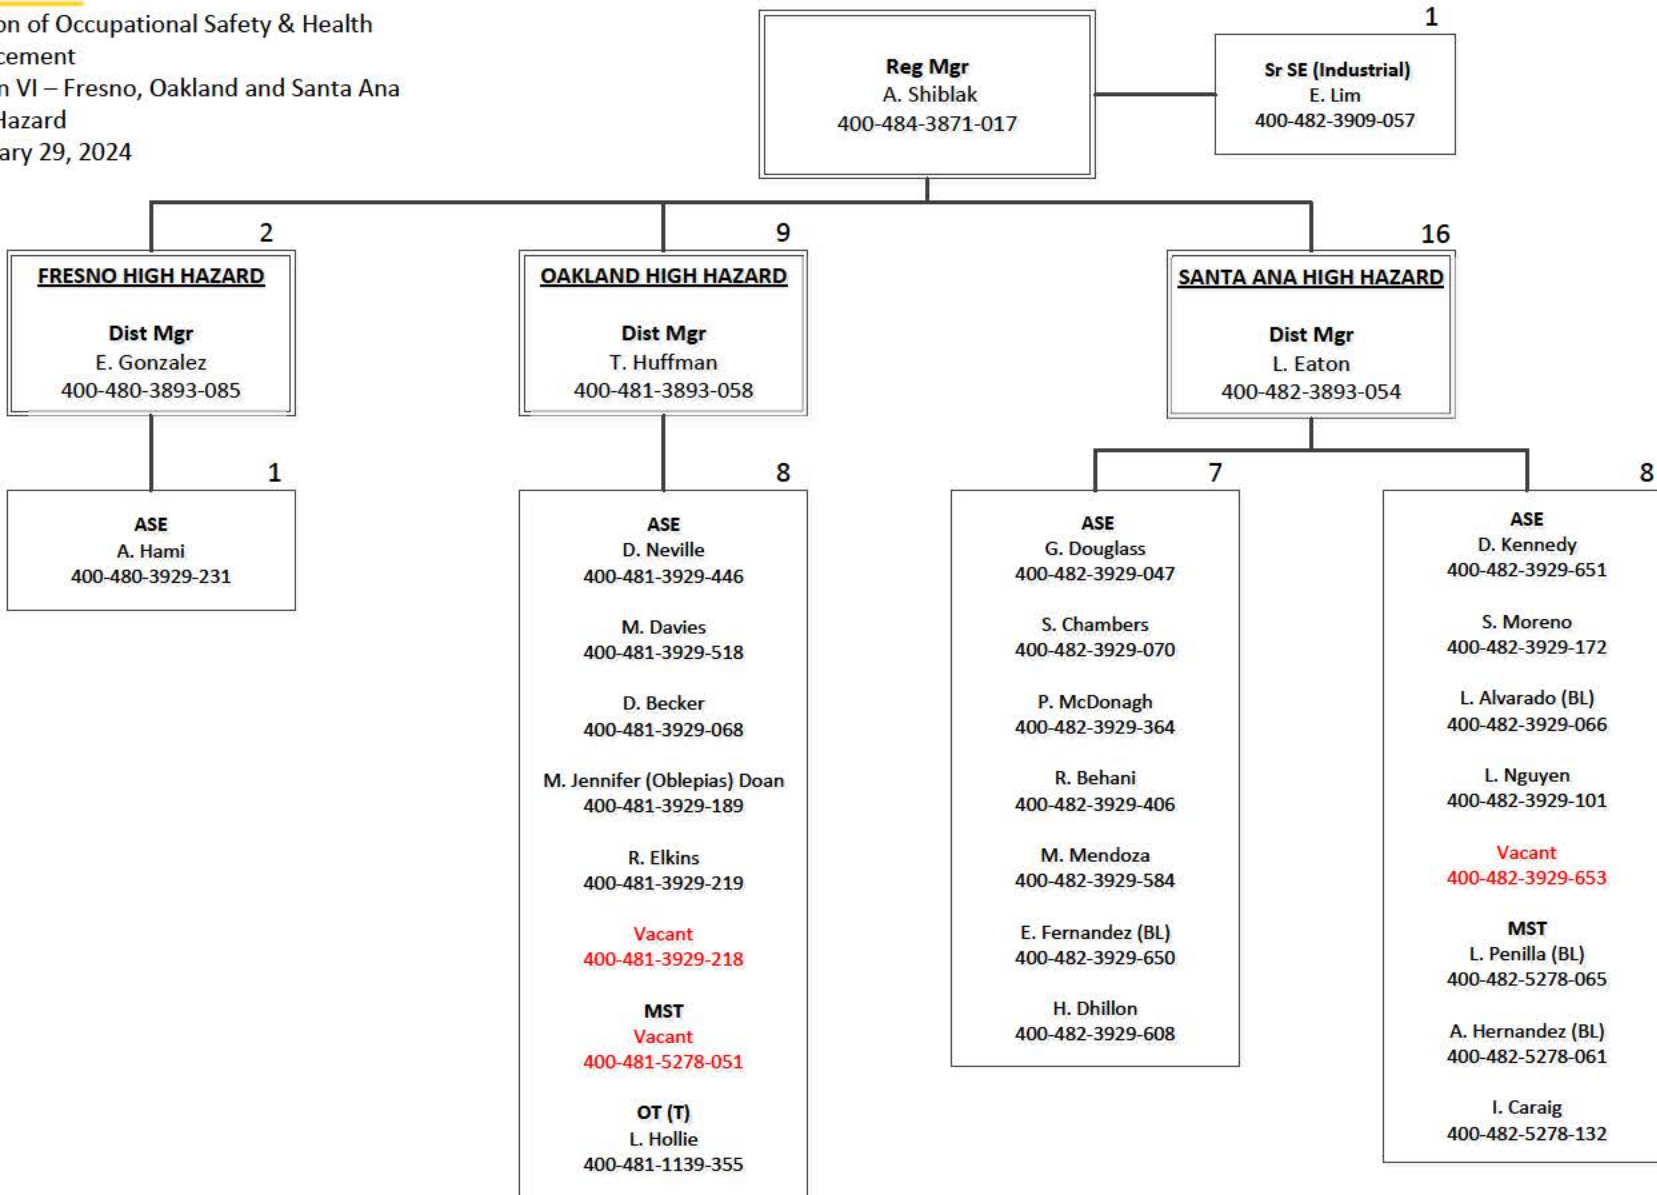 on of Occupational Safety & Health
cement
n VI – Fresno, Oakland and Santa Ana
Hazard
ary 29, 2024
Reg Mgr
A. Shiblak
400-484-3871-017
1
Sr SE (Industrial)
E. Lim
400-482-3909-057
2
FRESNO HIGH HAZARD
Dist Mgr
E. Gonzalez
400-480-3893-085
9
OAKLAND HIGH HAZARD
Dist Mgr
T. Huffman
400-481-3893-058
16
SANTA ANA HIGH HAZARD
Dist Mgr
L. Eaton
400-482-3893-054
1
ASE
A. Hami
400-480-3929-231
8
ASE
D. Neville
400-481-3929-446
M. Davies
400-481-3929-518
D. Becker
400-481-3929-068
M. Jennifer (Oblepias) Doan
400-481-3929-189
R. Elkins
400-481-3929-219
Vacant
400-481-3929-218
MST
Vacant
400-481-5278-051
OT (T)
L. Hollie
400-481-1139-355
7
ASE
G. Douglass
400-482-3929-047
S. Chambers
400-482-3929-070
P. McDonagh
400-482-3929-364
R. Behani
400-482-3929-406
M. Mendoza
400-482-3929-584
E. Fernandez (BL)
400-482-3929-650
H. Dhillon
400-482-3929-608
8
ASE
D. Kennedy
400-482-3929-651
S. Moreno
400-482-3929-172
L. Alvarado (BL)
400-482-3929-066
L. Nguyen
400-482-3929-101
Vacant
400-482-3929-653
MST
L. Penilla (BL)
400-482-5278-065
A. Hernandez (BL)
400-482-5278-061
I. Caraig
400-482-5278-132